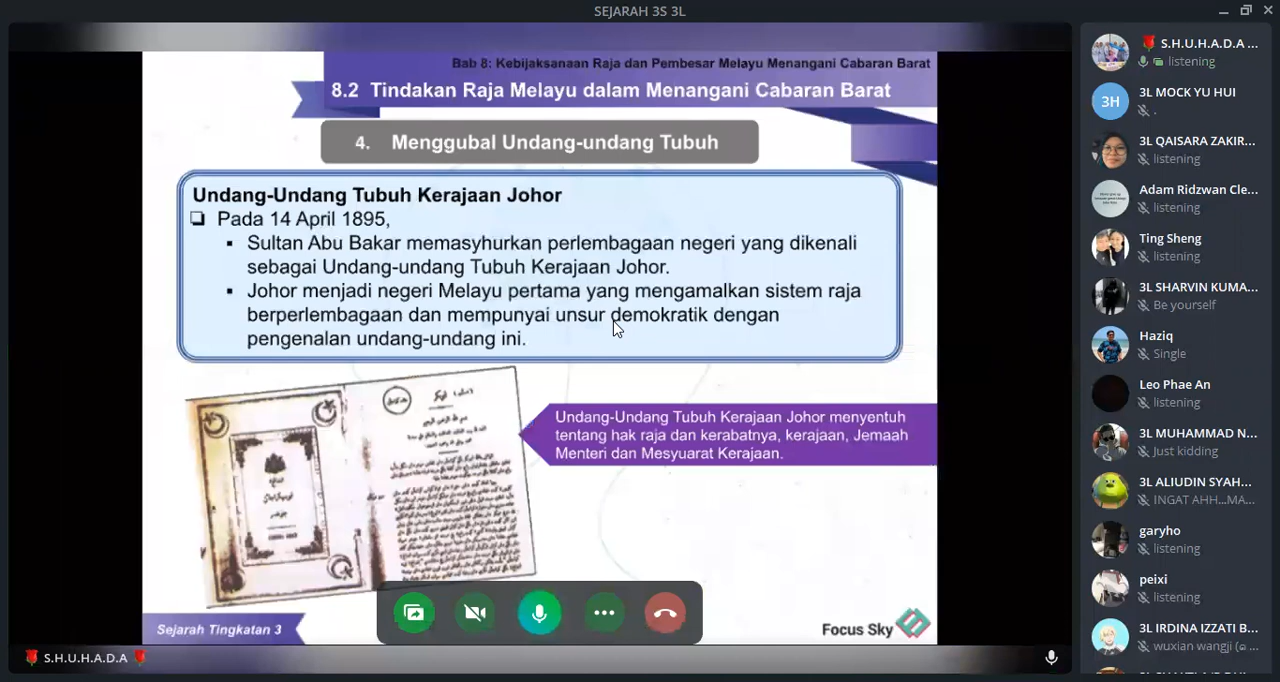 SEJARAH 3S 3L
Bab 8: Kebijaksanaan Raja dan Pembesar Melayu Menangani Cabaran Barat
8.2 Tindakan Raja Melayu dalam Menangani Cabaran Barat
4. Menggubal Undang-undang Tubuh
Undang-Undang Tubuh Kerajaan Johor
❑ Pada 14 April 1895,
▪ Sultan Abu Bakar memasyhurkan perlembagaan negeri yang dikenali
sebagai Undang-undang Tubuh Kerajaan Johor.
▪ Johor menjadi negeri Melayu pertama yang mengamalkan sistem raja
berperlembagaan dan mempunyai unsur demokratik dengan
pengenalan undang-undang ini.
Undang-Undang Tubuh Kerajaan Johor menyentuh
tentang hak raja dan kerabatnya, kerajaan, Jemaah
Menteri dan Mesyuarat Kerajaan.
Sejarah Tingkatan 3
Focus Sky
🌹 S.H.U.H.A.D.A 🌹
🌹 S.H.U.H.A.D.A ...
listening
3H
3L MOCK YU HUI
.
3L QAISARA ZAKIR...
listening
Adam Ridzwan Cle...
listening
Ting Sheng
listening
3L SHARVIN KUMA...
Be yourself
Haziq
Single
Leo Phae An
listening
3L MUHAMMAD N...
Just kidding
3L ALIUDIN SYAH...
INGAT AHH...MA...
garyho
listening
peixi
listening
3L IRDINA IZZATI B...
wuxian wangji